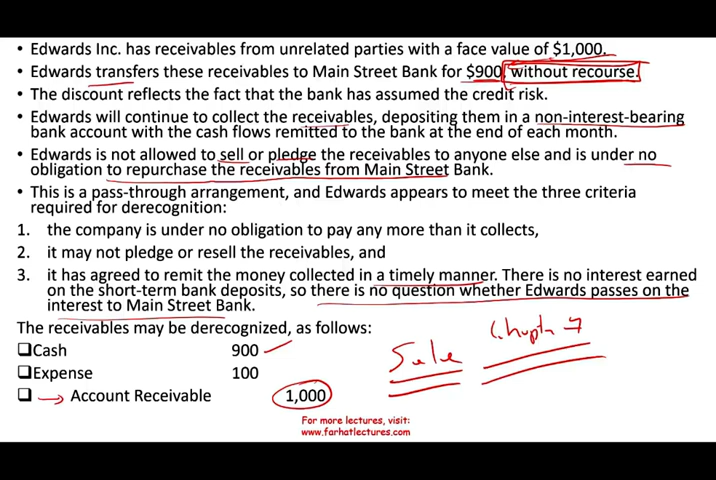 • Edwards Inc. has receivables from unrelated parties with a face value of $1,000.
• Edwards transfers these receivables to Main Street Bank for $900 without recourse.
• The discount reflects the fact that the bank has assumed the credit risk.
• Edwards will continue to collect the receivables, depositing them in a non-interest-bearing
bank account with the cash flows remitted to the bank at the end of each month.
• Edwards is not allowed to sell or pledge the receivables to anyone else and is under no
obligation to repurchase the receivables from Main Street Bank.
• This is a pass-through arrangement, and Edwards appears to meet the three criteria
required for derecognition:
1. the company is under no obligation to pay any more than it collects,
2. it may not pledge or resell the receivables, and
3. it has agreed to remit the money collected in a timely manner. There is no interest earned
on the short-term bank deposits, so there is no question whether Edwards passes on the
interest to Main Street Bank.
The receivables may be derecognized, as follows:
❑Cash 900
❑Expense 100
❑ Account Receivable 1,000
Sale
Chapter 7
For more lectures, visit:
www.farhatlectures.com